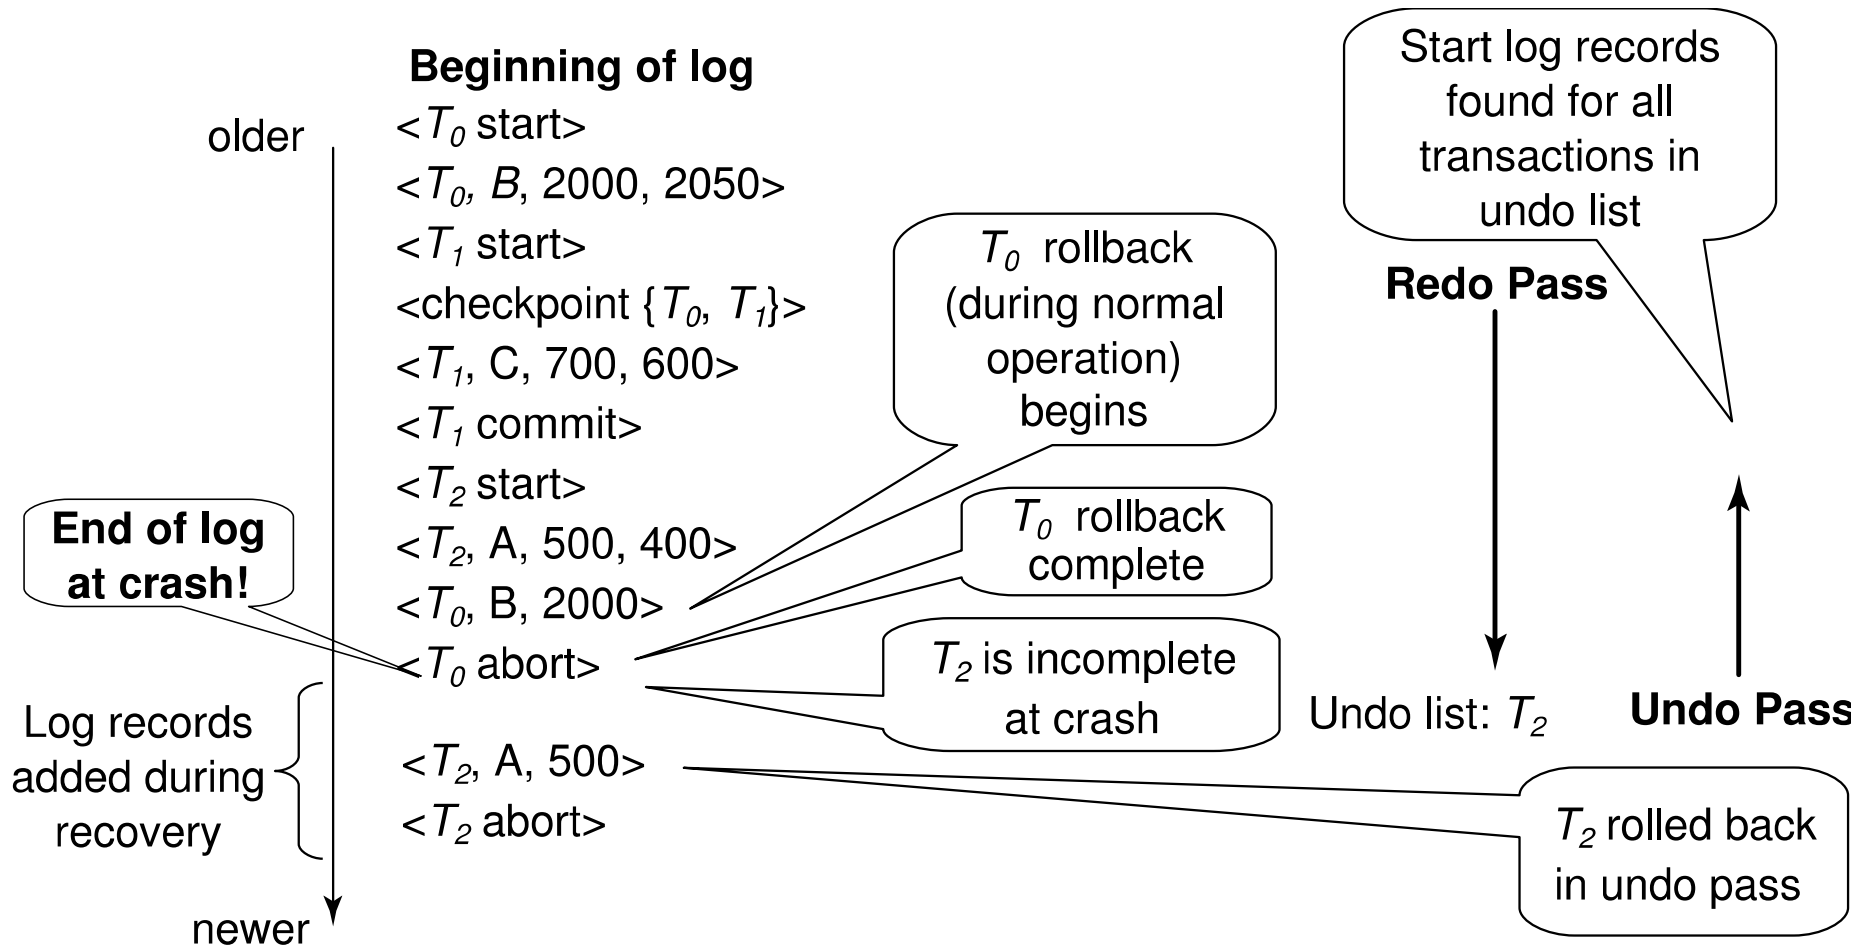 Beginning of log
older
<T0 start>
<T0, B, 2000, 2050>
<T1 start>
<checkpoint {T0, T1}>
<T1, C, 700, 600>
<T1 commit>
<T2 start>
<T2, A, 500, 400>
<T0, B, 2000>
<T0 abort>
<T2, A, 500>
<T2 abort>
newer
End of log
at crash!
Log records
added during
recovery
T0 rollback
(during normal
operation)
begins
T0 rollback
complete
T2 is incomplete
at crash
Start log records
found for all
transactions in
undo list
Redo Pass
Undo list: T2
Undo Pass
T2 rolled back
in undo pass